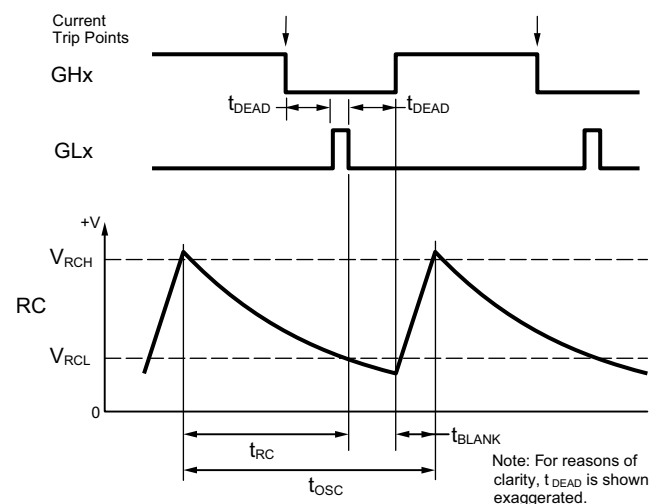 Current
Trip Points
GHx
tDEAD
tDEAD
GLx
+V
VRCH
RC
VRCL
0
tBLANK
tRC
tOSC
Note: For reasons of
clarity, tDEAD is shown
exaggerated.